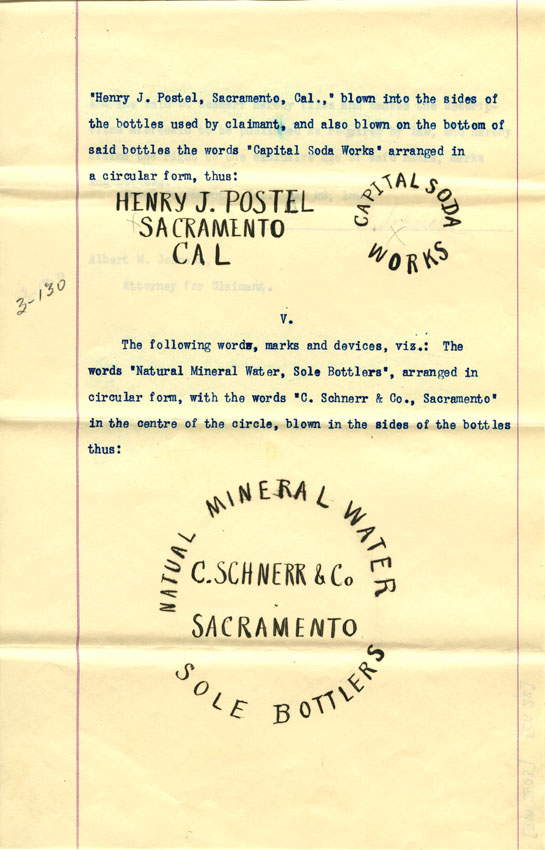 "Henry J. Postel, Sacramento, Cal.," blown into the sides of
the bottles used by claimant, and also blown on the bottom of
said bottles the words "Capital Soda Works" arranged in
a circular form, thus:
HENRY J. POSTEL
SACRAMENTO
CAL
CAPITAL SODA
WORKS
Albert M. 
Attorney for Claimant.
3-130
V.
The following words, marks and devices, viz.: The
words "Natural Mineral Water, Sole Bottlers", arranged in
circular form, with the words "C. Schnerr & Co., Sacramento"
in the centre of the circle, blown in the sides of the bottles
thus:
NATURAL MINERAL WATER
C. SCHNERR & Co
SACRAMENTO
SOLE BOTTLERS